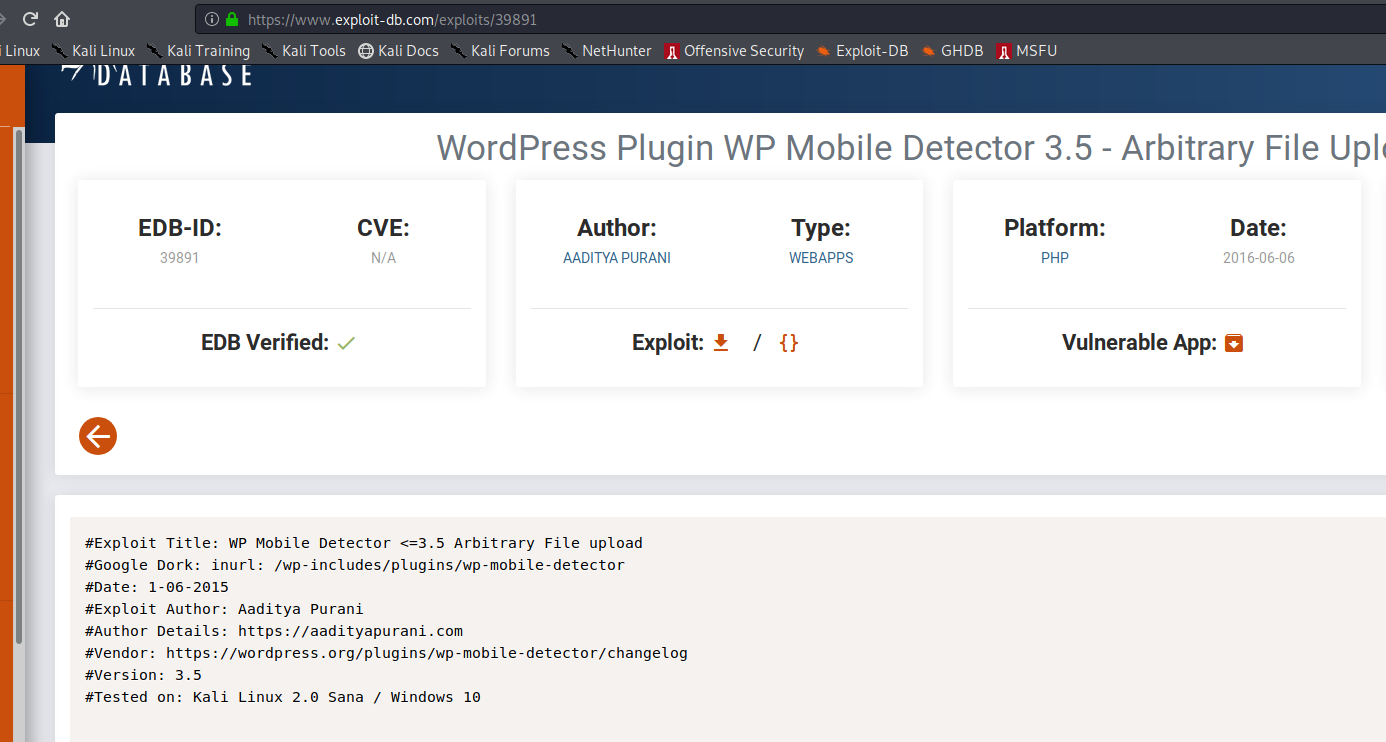 https://www.exploit-db.com/exploits/39891
Linux Kali Linux Kali Training Kali Tools Kali Docs Kali Forums NetHunter Offensive Security Exploit-DB GHDB MSFU
DATABASE
WordPress Plugin WP Mobile Detector 3.5 - Arbitrary File Uplo
EDB-ID: CVE: Author: Type: Platform: Date:
39891 N/A AADITYA PURANI WEBAPPS PHP 2016-06-06
EDB Verified: Exploit: / {} Vulnerable App:
#Exploit Title: WP Mobile Detector <=3.5 Arbitrary File upload
#Google Dork: inurl: /wp-includes/plugins/wp-mobile-detector
#Date: 1-06-2015
#Exploit Author: Aaditya Purani
#Author Details: https://aadityapurani.com
#Vendor: https://wordpress.org/plugins/wp-mobile-detector/changelog
#Version: 3.5
#Tested on: Kali Linux 2.0 Sana / Windows 10